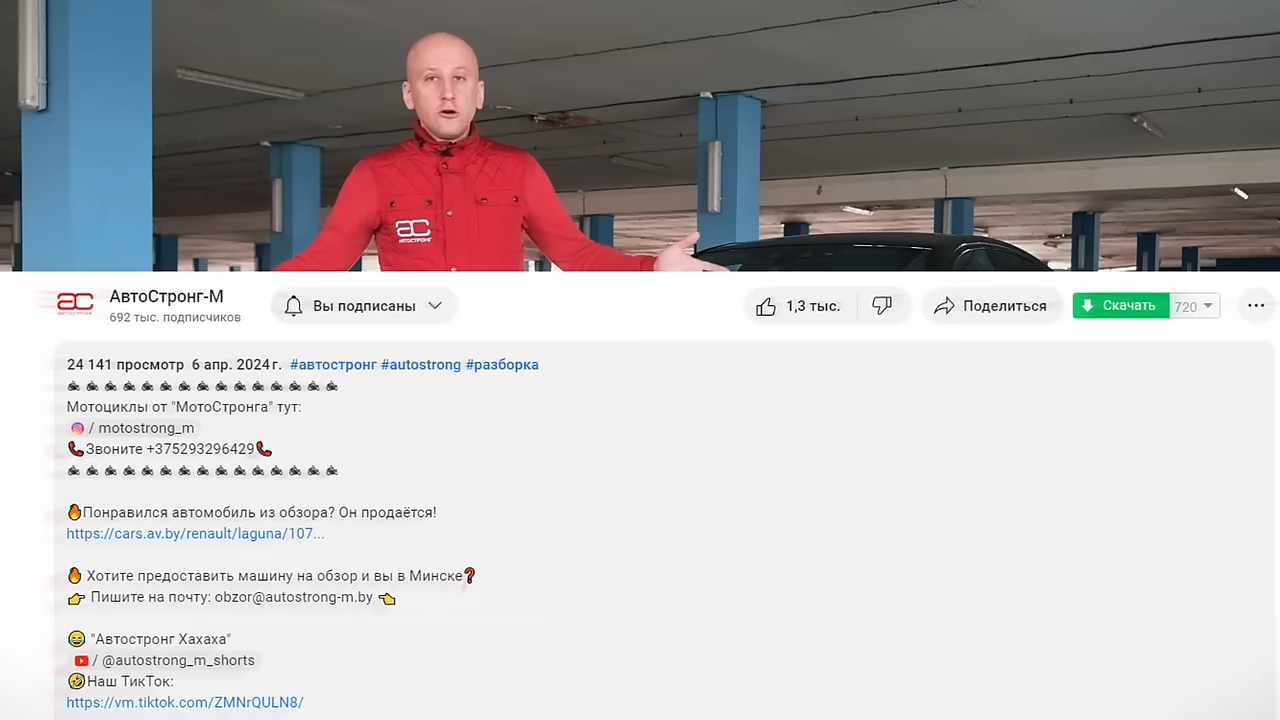 ac
АВТОСТРОНГ
ac
АвтоСтронг-М
692 тыс. подписчиков
Вы подписаны
1,3 тыс.
Поделиться
Скачать
720
24 141 просмотр 6 апр. 2024 г. #автостронг #autostrong #разборка
Мотоциклы от "МотоСтронга" тут:
/ motostrong_m
📞Звоните +375293296429📞
🔥Понравился автомобиль из обзора? Он продаётся!
https://cars.av.by/renault/laguna/107...
🔥 Хотите предоставить машину на обзор и вы в Минске❓
👉 Пишите на почту: obzor@autostrong-m.by 👈
😂 "Автостронг Хахаха"
/ @autostrong_m_shorts
🤣Наш ТикТок:
https://vm.tiktok.com/ZMNrQULN8/